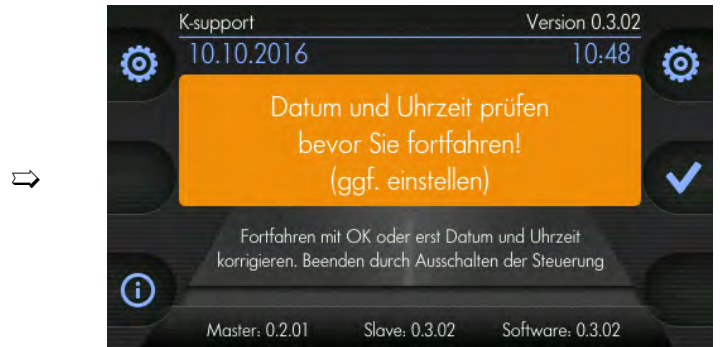 K-support Version 0.3.02
10.10.2016 10:48
Datum und Uhrzeit prüfen
bevor Sie fortfahren!
(ggf. einstellen)
Fortfahren mit OK oder erst Datum und Uhrzeit
korrigieren. Beenden durch Ausschalten der Steuerung
Master: 0.2.01 Slave: 0.3.02 Software: 0.3.02